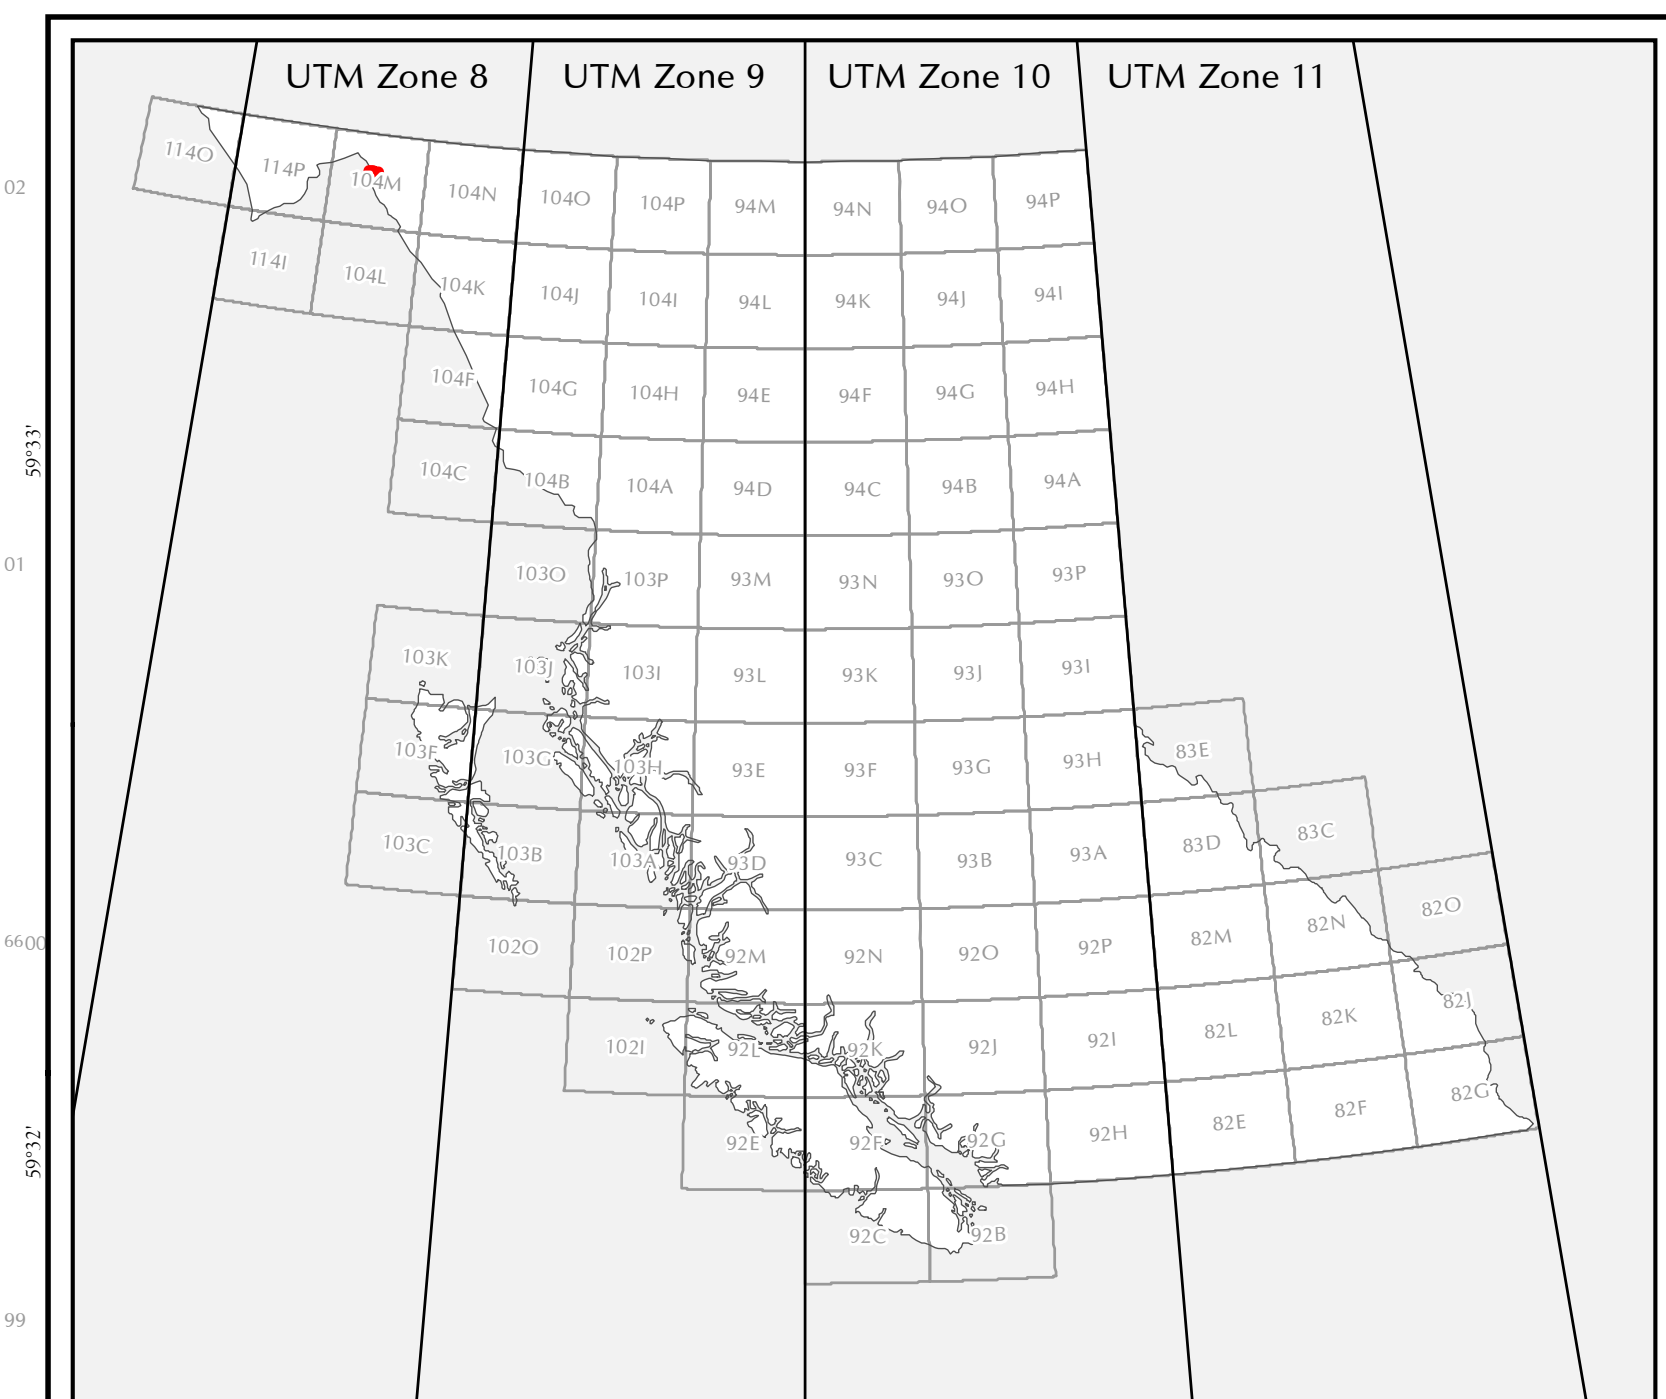 UTM Zone 8 UTM Zone 9 UTM Zone 10 UTM Zone 11
114O 114P 104M 104N 104O 104P 94M 94N 94O 94P
02
114I 104L 104K 104J 104I 94L 94K 94J 94I
104F 104G 104H 94E 94F 94G 94H
59°33'
104C 104B 104A 94D 94C 94B 94A
01
103O 103P 93M 93N 93O 93P
103K 103J 103I 93L 93K 93J 93I
103F 103G 103H 93E 93F 93G 93H 83E
103C 103B 103A 93D 93C 93B 93A 83D 83C
6600
102O 102P 92M 92N 92O 92P 82M 82N 82O
102I 92L 92K 92J 92I 82L 82K 82J
59°32'
92E 92F 92G 92H 82E 82F 82G
92C 92B
99